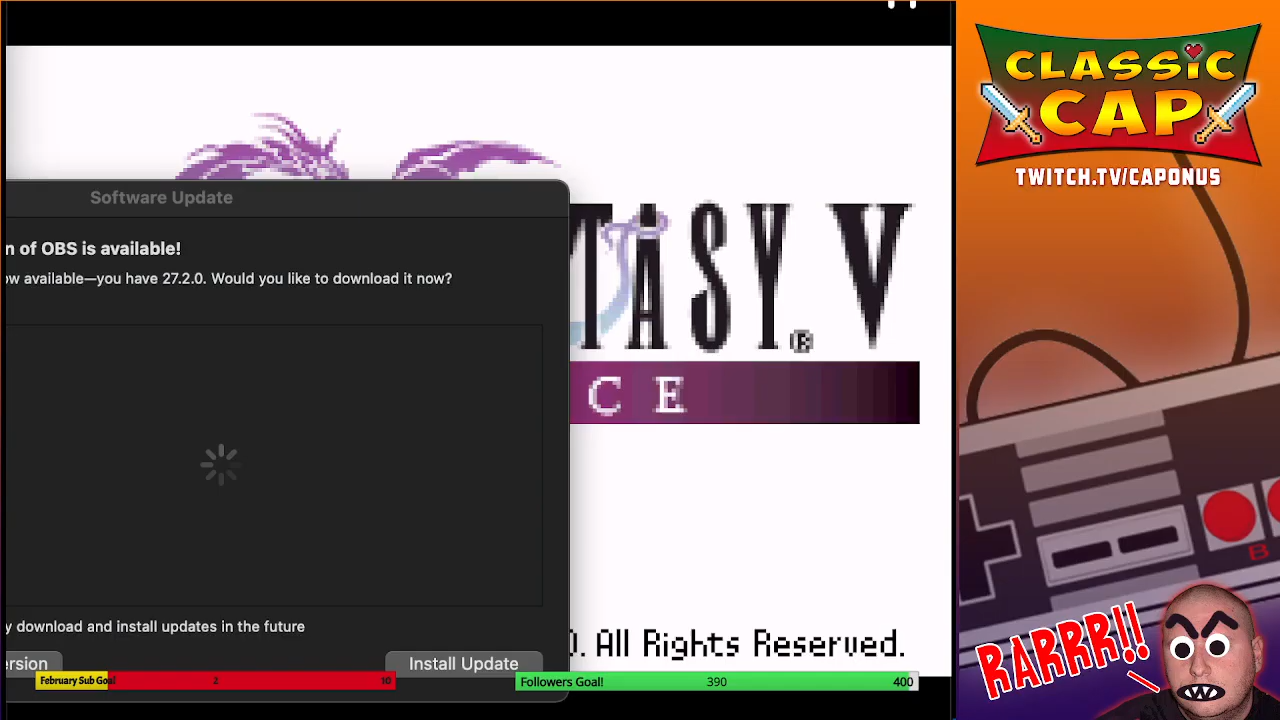 CLASSIC
CAP
TWITCH.TV/CAPONUS
Software Update
n of OBS is available!
ow available—you have 27.2.0. Would you like to download it now?
TASY® V
C E
y download and install updates in the future
ersion
Install Update
0. All Rights Reserved.
February Sub Goal
2
10
Followers Goal!
390
400
B
RARRR!!